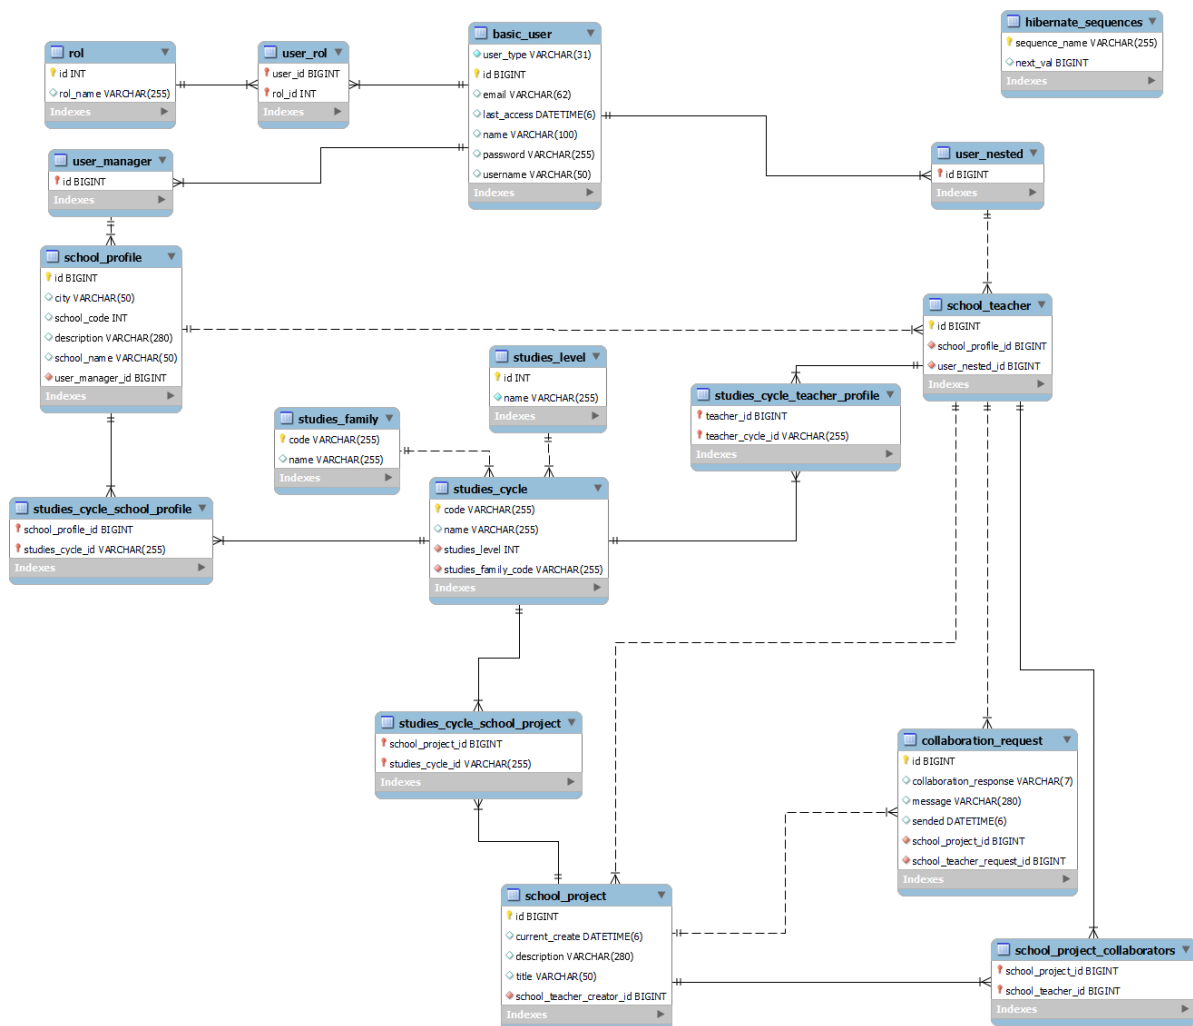 rol
id INT
rol_name VARCHAR(255)
Indexes
user_rol
user_id BIGINT
rol_id INT
Indexes
basic_user
user_type VARCHAR(31)
id BIGINT
email VARCHAR(62)
last_access DATETIME(6)
name VARCHAR(100)
password VARCHAR(255)
username VARCHAR(50)
Indexes
hibernate_sequences
sequence_name VARCHAR(255)
next_val BIGINT
Indexes
user_manager
id BIGINT
Indexes
user_nested
id BIGINT
Indexes
school_profile
id BIGINT
city VARCHAR(50)
school_code INT
description VARCHAR(280)
school_name VARCHAR(50)
user_manager_id BIGINT
Indexes
school_teacher
id BIGINT
school_profile_id BIGINT
user_nested_id BIGINT
Indexes
studies_level
id INT
name VARCHAR(255)
Indexes
studies_family
code VARCHAR(255)
name VARCHAR(255)
Indexes
studies_cycle_teacher_profile
teacher_id BIGINT
teacher_cycle_id VARCHAR(255)
Indexes
studies_cycle_school_profile
school_profile_id BIGINT
studies_cycle_id VARCHAR(255)
Indexes
studies_cycle
code VARCHAR(255)
name VARCHAR(255)
studies_level INT
studies_family_code VARCHAR(255)
Indexes
studies_cycle_school_project
school_project_id BIGINT
studies_cycle_id VARCHAR(255)
Indexes
collaboration_request
id BIGINT
collaboration_response VARCHAR(7)
message VARCHAR(280)
sended DATETIME(6)
school_project_id BIGINT
school_teacher_request_id BIGINT
Indexes
school_project
id BIGINT
current_create DATETIME(6)
description VARCHAR(280)
title VARCHAR(50)
school_teacher_creator_id BIGINT
Indexes
school_project_collaborators
school_project_id BIGINT
school_teacher_id BIGINT
Indexes